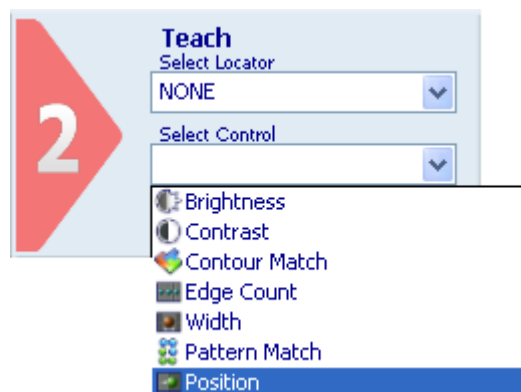 2
Teach
Select Locator
NONE
Select Control
Brightness
Contrast
Contour Match
Edge Count
Width
Pattern Match
Position